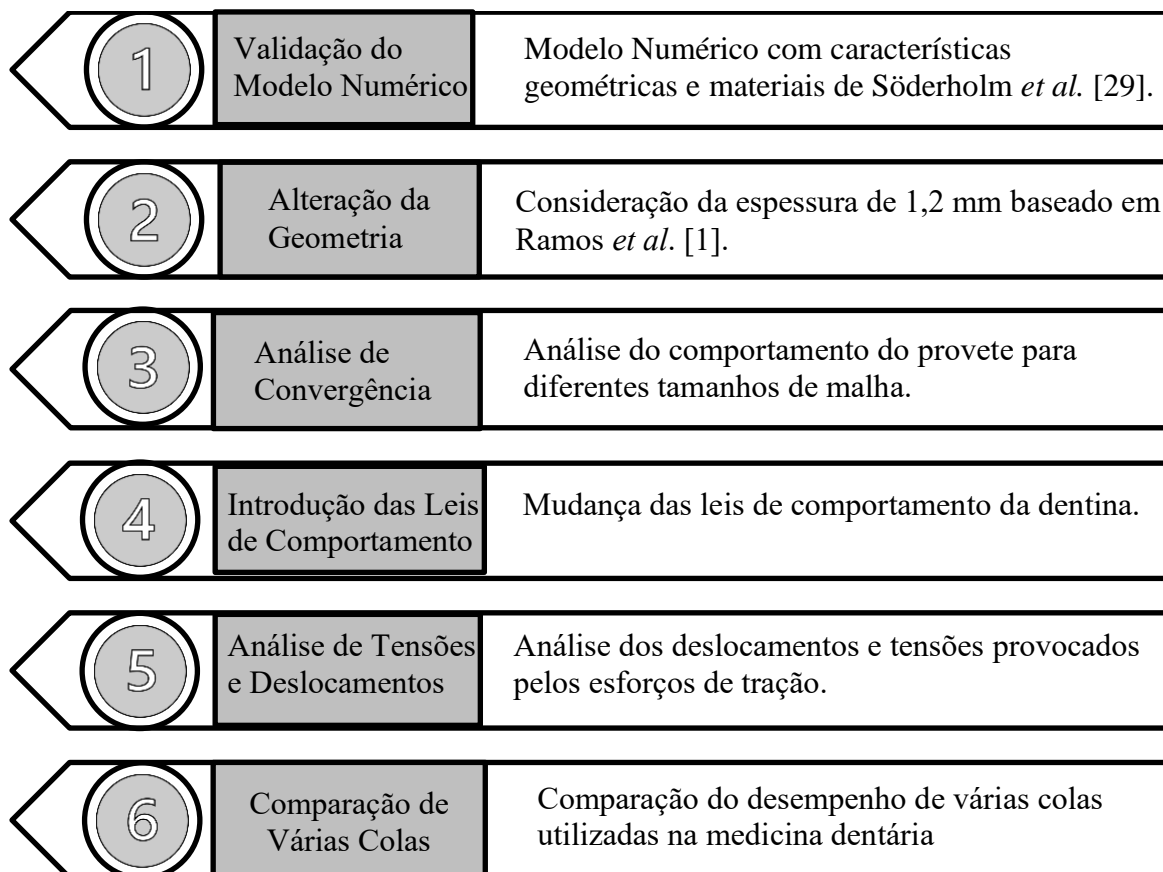 1
Validação do
Modelo Numérico
Modelo Numérico com características
geométricas e materiais de Söderholm et al. [29].
2
Alteração da
Geometria
Consideração da espessura de 1,2 mm baseado em
Ramos et al. [1].
3
Análise de
Convergência
Análise do comportamento do provete para
diferentes tamanhos de malha.
4
Introdução das Leis
de Comportamento
Mudança das leis de comportamento da dentina.
5
Análise de Tensões
e Deslocamentos
Análise dos deslocamentos e tensões provocados
pelos esforços de tração.
6
Comparação de
Várias Colas
Comparação do desempenho de várias colas
utilizadas na medicina dentária